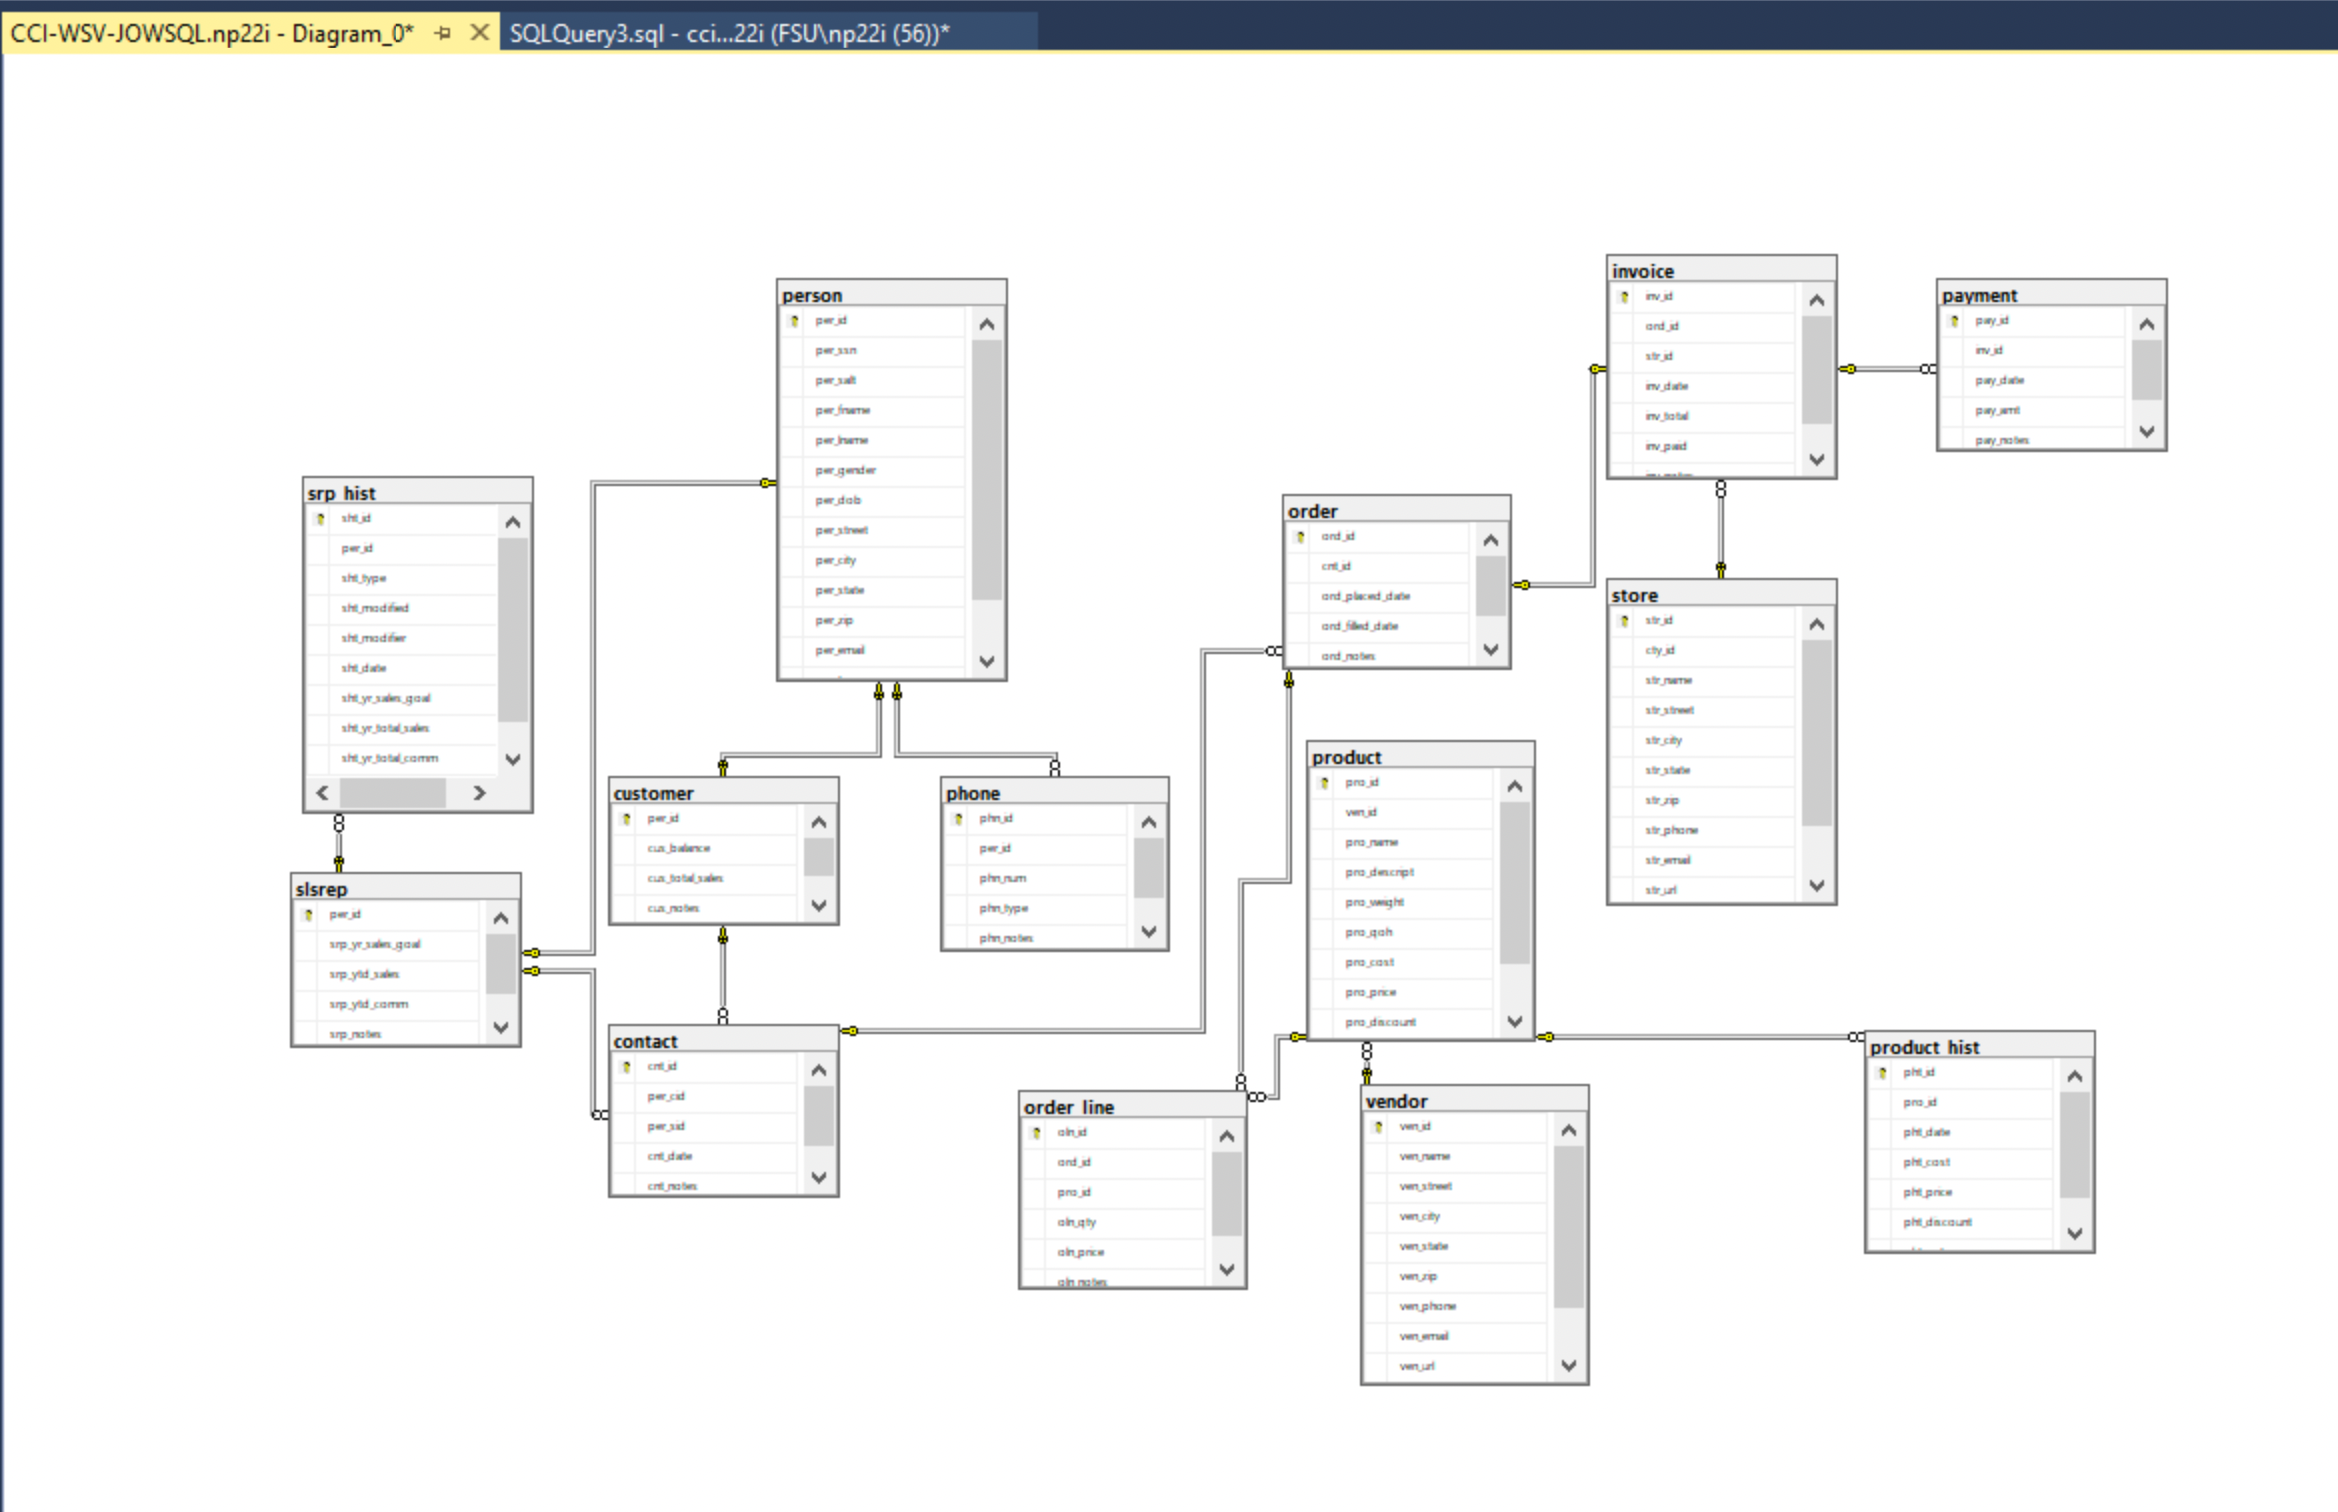 CCI-WSV-JOWSQL.np22i - Diagram_0*
SQLQuery3.sql - cci...22i (FSU\np22i (56))*
person
per_id
per_ssn
per_salt
per_fname
per_lname
per_gender
per_dob
per_street
per_city
per_state
per_zip
per_email
srp_hist
sht_id
per_id
sht_type
sht_modified
sht_modifier
sht_date
sht_yr_sales_goal
sht_yr_total_sales
sht_yr_total_comm
slsrep
per_id
srp_yr_sales_goal
srp_ytd_sales
srp_ytd_comm
srp_notes
customer
per_id
cus_balance
cus_total_sales
cus_notes
phone
phn_id
per_id
phn_num
phn_type
phn_notes
contact
cnt_id
per_cid
per_sid
cnt_date
cnt_notes
order
ord_id
cnt_id
ord_placed_date
ord_filled_date
ord_notes
invoice
inv_id
ord_id
str_id
inv_date
inv_total
inv_paid
payment
pay_id
inv_id
pay_date
pay_amt
pay_notes
store
str_id
cty_id
str_name
str_street
str_city
str_state
str_zip
str_phone
str_email
str_url
product
pro_id
ven_id
pro_name
pro_descript
pro_weight
pro_qoh
pro_cost
pro_price
pro_discount
order_line
oln_id
ord_id
pro_id
oln_qty
oln_price
oln_notes
vendor
ven_id
ven_name
ven_street
ven_city
ven_state
ven_zip
ven_phone
ven_email
ven_url
product_hist
pht_id
pro_id
pht_date
pht_cost
pht_price
pht_discount